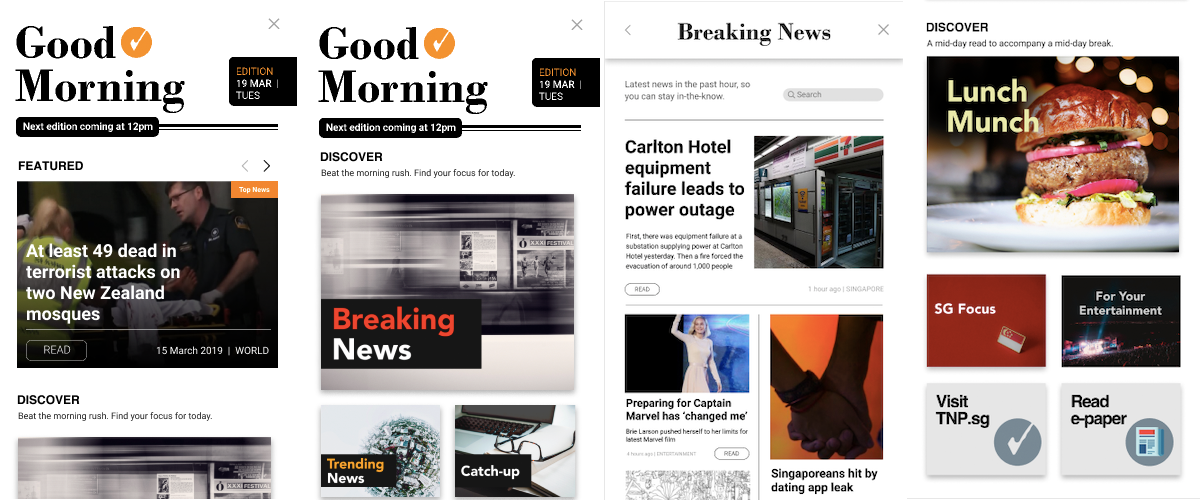 Good
Morning
EDITION
19 MAR |
TUES
Next edition coming at 12pm
FEATURED
Top News
At least 49 dead in
terrorist attacks on
two New Zealand
mosques
READ
15 March 2019 | WORLD
DISCOVER
Beat the morning rush. Find your focus for today.
XXXI FESTIVAL
Good
Morning
EDITION
19 MAR |
TUES
Next edition coming at 12pm
DISCOVER
Beat the morning rush. Find your focus for today.
XXXI FESTIVAL
Breaking
News
Trending
News
Catch-up
Breaking News
Latest news in the past hour, so
you can stay in-the-know.
Search
Carlton Hotel
equipment
failure leads to
power outage
First, there was equipment failure at a
substation supplying power at Carlton
Hotel yesterday. Then a fire forced the
evacuation of around 1,000 people
READ
1 hour ago | SINGAPORE
Preparing for Captain
Marvel has ‘changed me’
Brie Larson pushed herself to her limits for
latest Marvel film
4 hours ago | ENTERTAINMENT
READ
Singaporeans hit by
dating app leak
DISCOVER
A mid-day read to accompany a mid-day break.
Lunch
Munch
SG Focus
For Your
Entertainment
Visit
TNP.sg
Read
e-paper